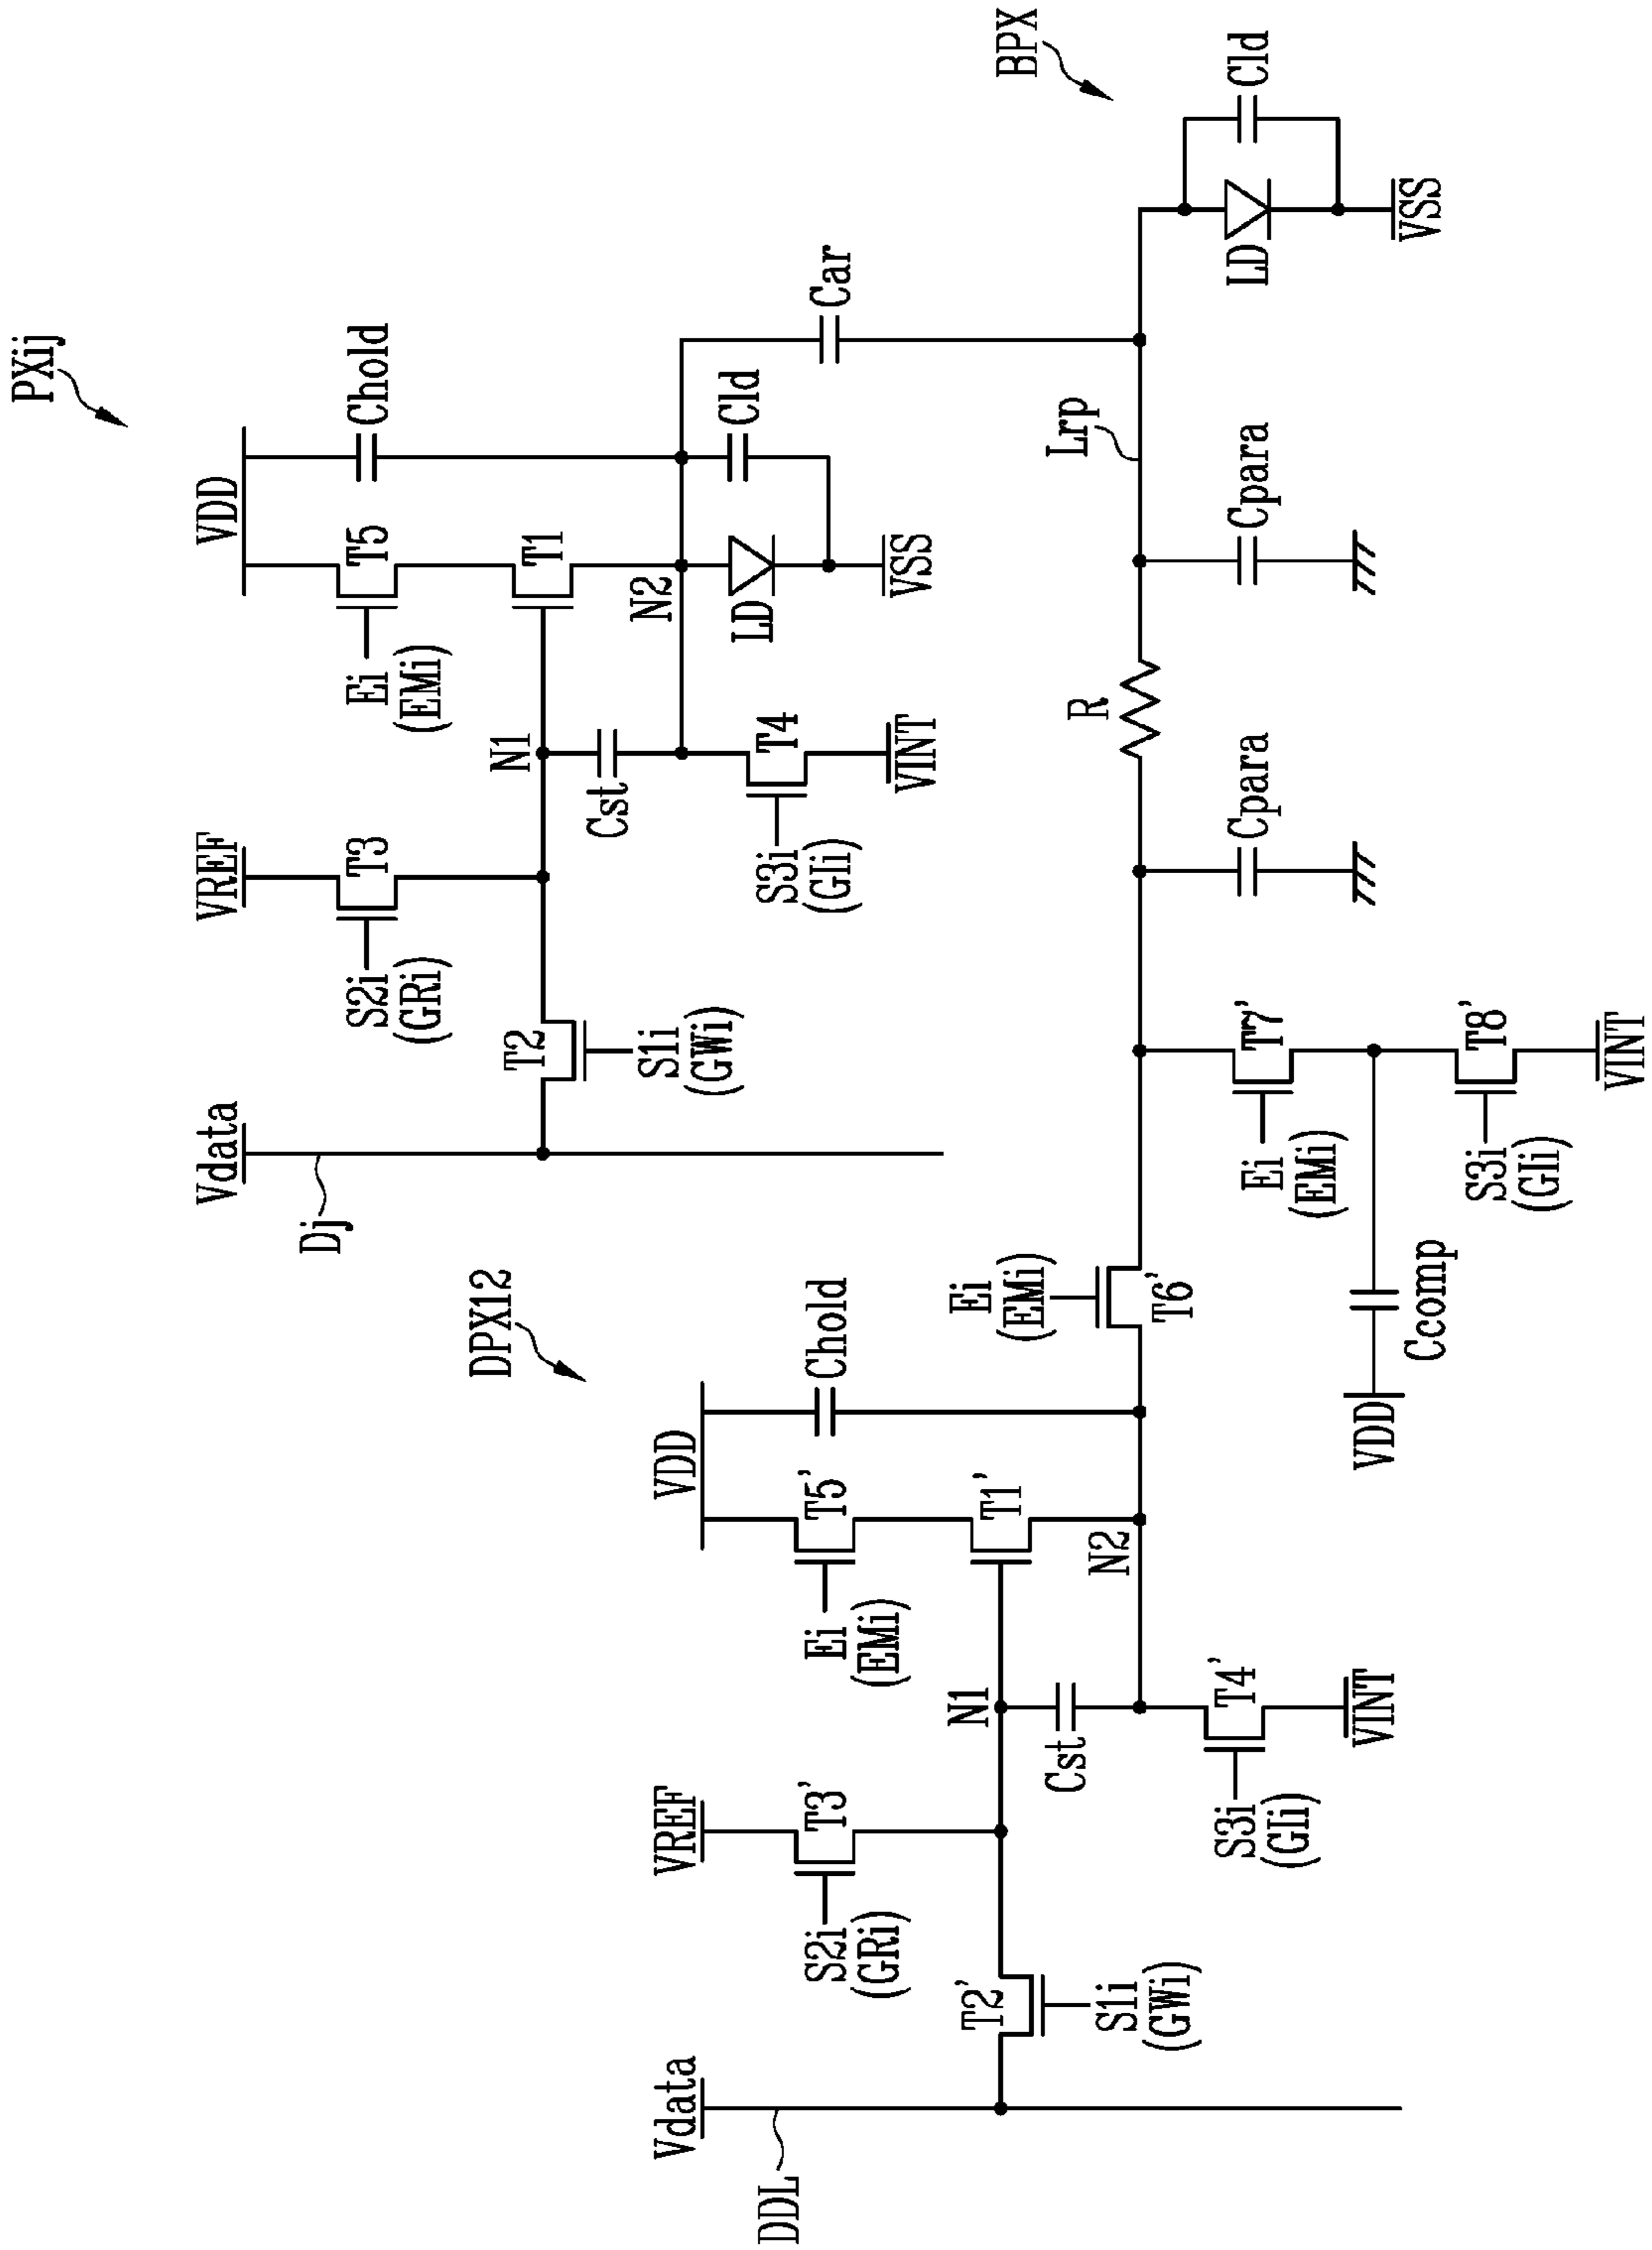 PXij
VDD
Chold
T5
Ei
(EMi)
T1
N1
N2
Cst
VREF
T3
S2i
(GRi)
Vdata
Dj
T2
S1i
(GWi)
T4
S3i
(GIi)
VINT
LD
Cld
VSS
Car
BPX
Cld
LD
VSS
Lrp
R
Cpara
Cpara
DPX12
VDD
Chold
T5'
Ei
(EMi)
T1'
N1
N2
Cst
VREF
T3'
S2i
(GRi)
Vdata
DDL
T2'
S1i
(GWi)
T4'
S3i
(GIi)
VINT
Ei
(EMi)
T6'
T7'
Ei
(EMi)
T8'
S3i
(GIi)
VINT
Ccomp
VDD